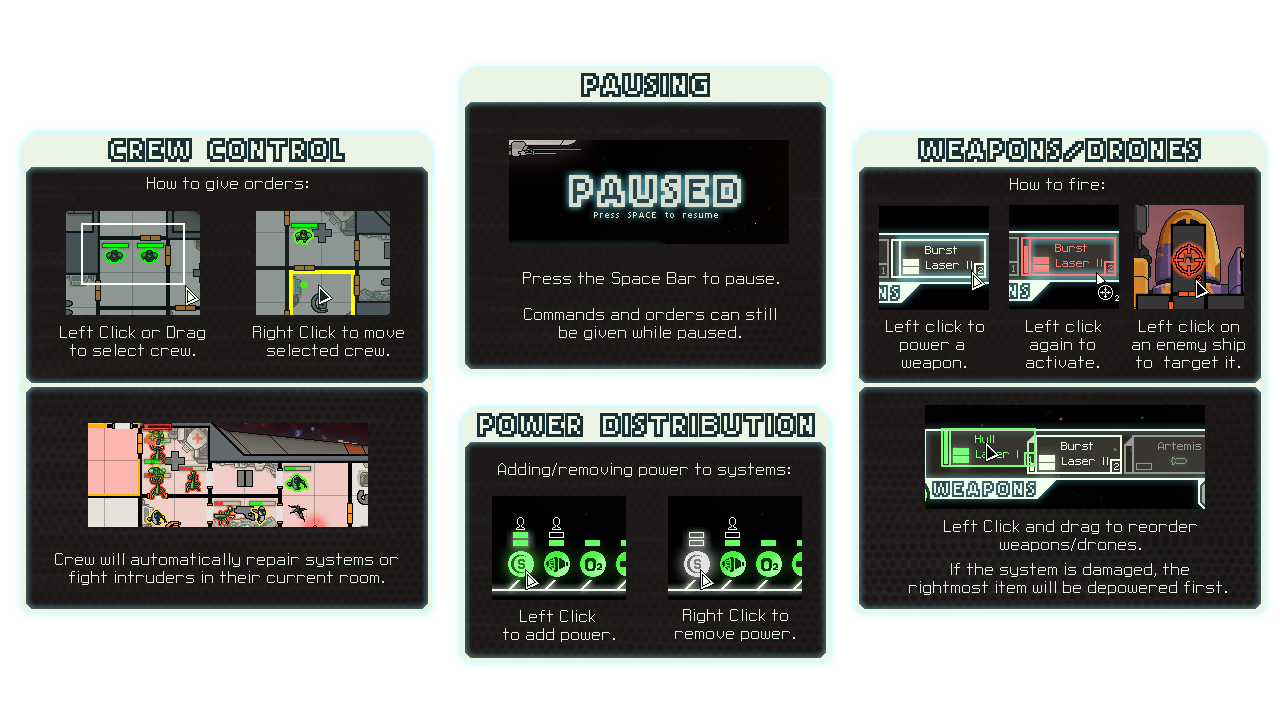 CREW CONTROL
How to give orders:
Left Click or Drag
to select crew.
Right Click to move
selected crew.
Crew will automatically repair systems or
fight intruders in their current room.
PAUSING
PAUSED
Press SPACE to resume
Press the Space Bar to pause.
Commands and orders can still
be given while paused.
POWER DISTRIBUTION
Adding/removing power to systems:
S
O2
S
O2
Left Click
to add power.
Right Click to
remove power.
WEAPONS/DRONES
How to fire:
1
Burst
Laser II
2
NS
1
Burst
Laser II
2
NS
2
Left click to
power a
weapon.
Left click
again to
activate.
Left click on
an enemy ship
to target it.
Hull
Laser I
Burst
Laser II
2
Artemis
WEAPONS
Left Click and drag to reorder
weapons/drones.
If the system is damaged, the
rightmost item will be depowered first.